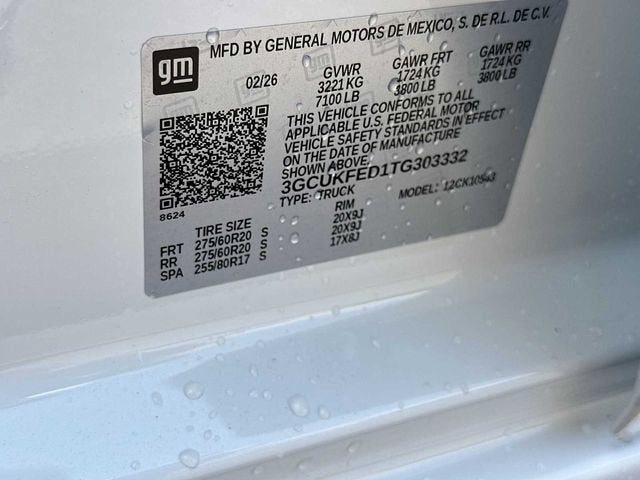 gm
MFD BY GENERAL MOTORS DE MEXICO, S. DE R.L. DE C.V.
02/26 GVWR GAWR FRT GAWR RR
3221 KG 1724 KG 1724 KG
7100 LB 3800 LB 3800 LB
THIS VEHICLE CONFORMS TO ALL
APPLICABLE U.S. FEDERAL MOTOR
VEHICLE SAFETY STANDARDS IN EFFECT
ON THE DATE OF MANUFACTURE
SHOWN ABOVE.
3GCUKFED1TG303332
TYPE: TRUCK MODEL: 12CK10543
8624
TIRE SIZE RIM
FRT 275/60R20 S 20X9J
RR 275/60R20 S 20X9J
SPA 255/80R17 S 17X8J